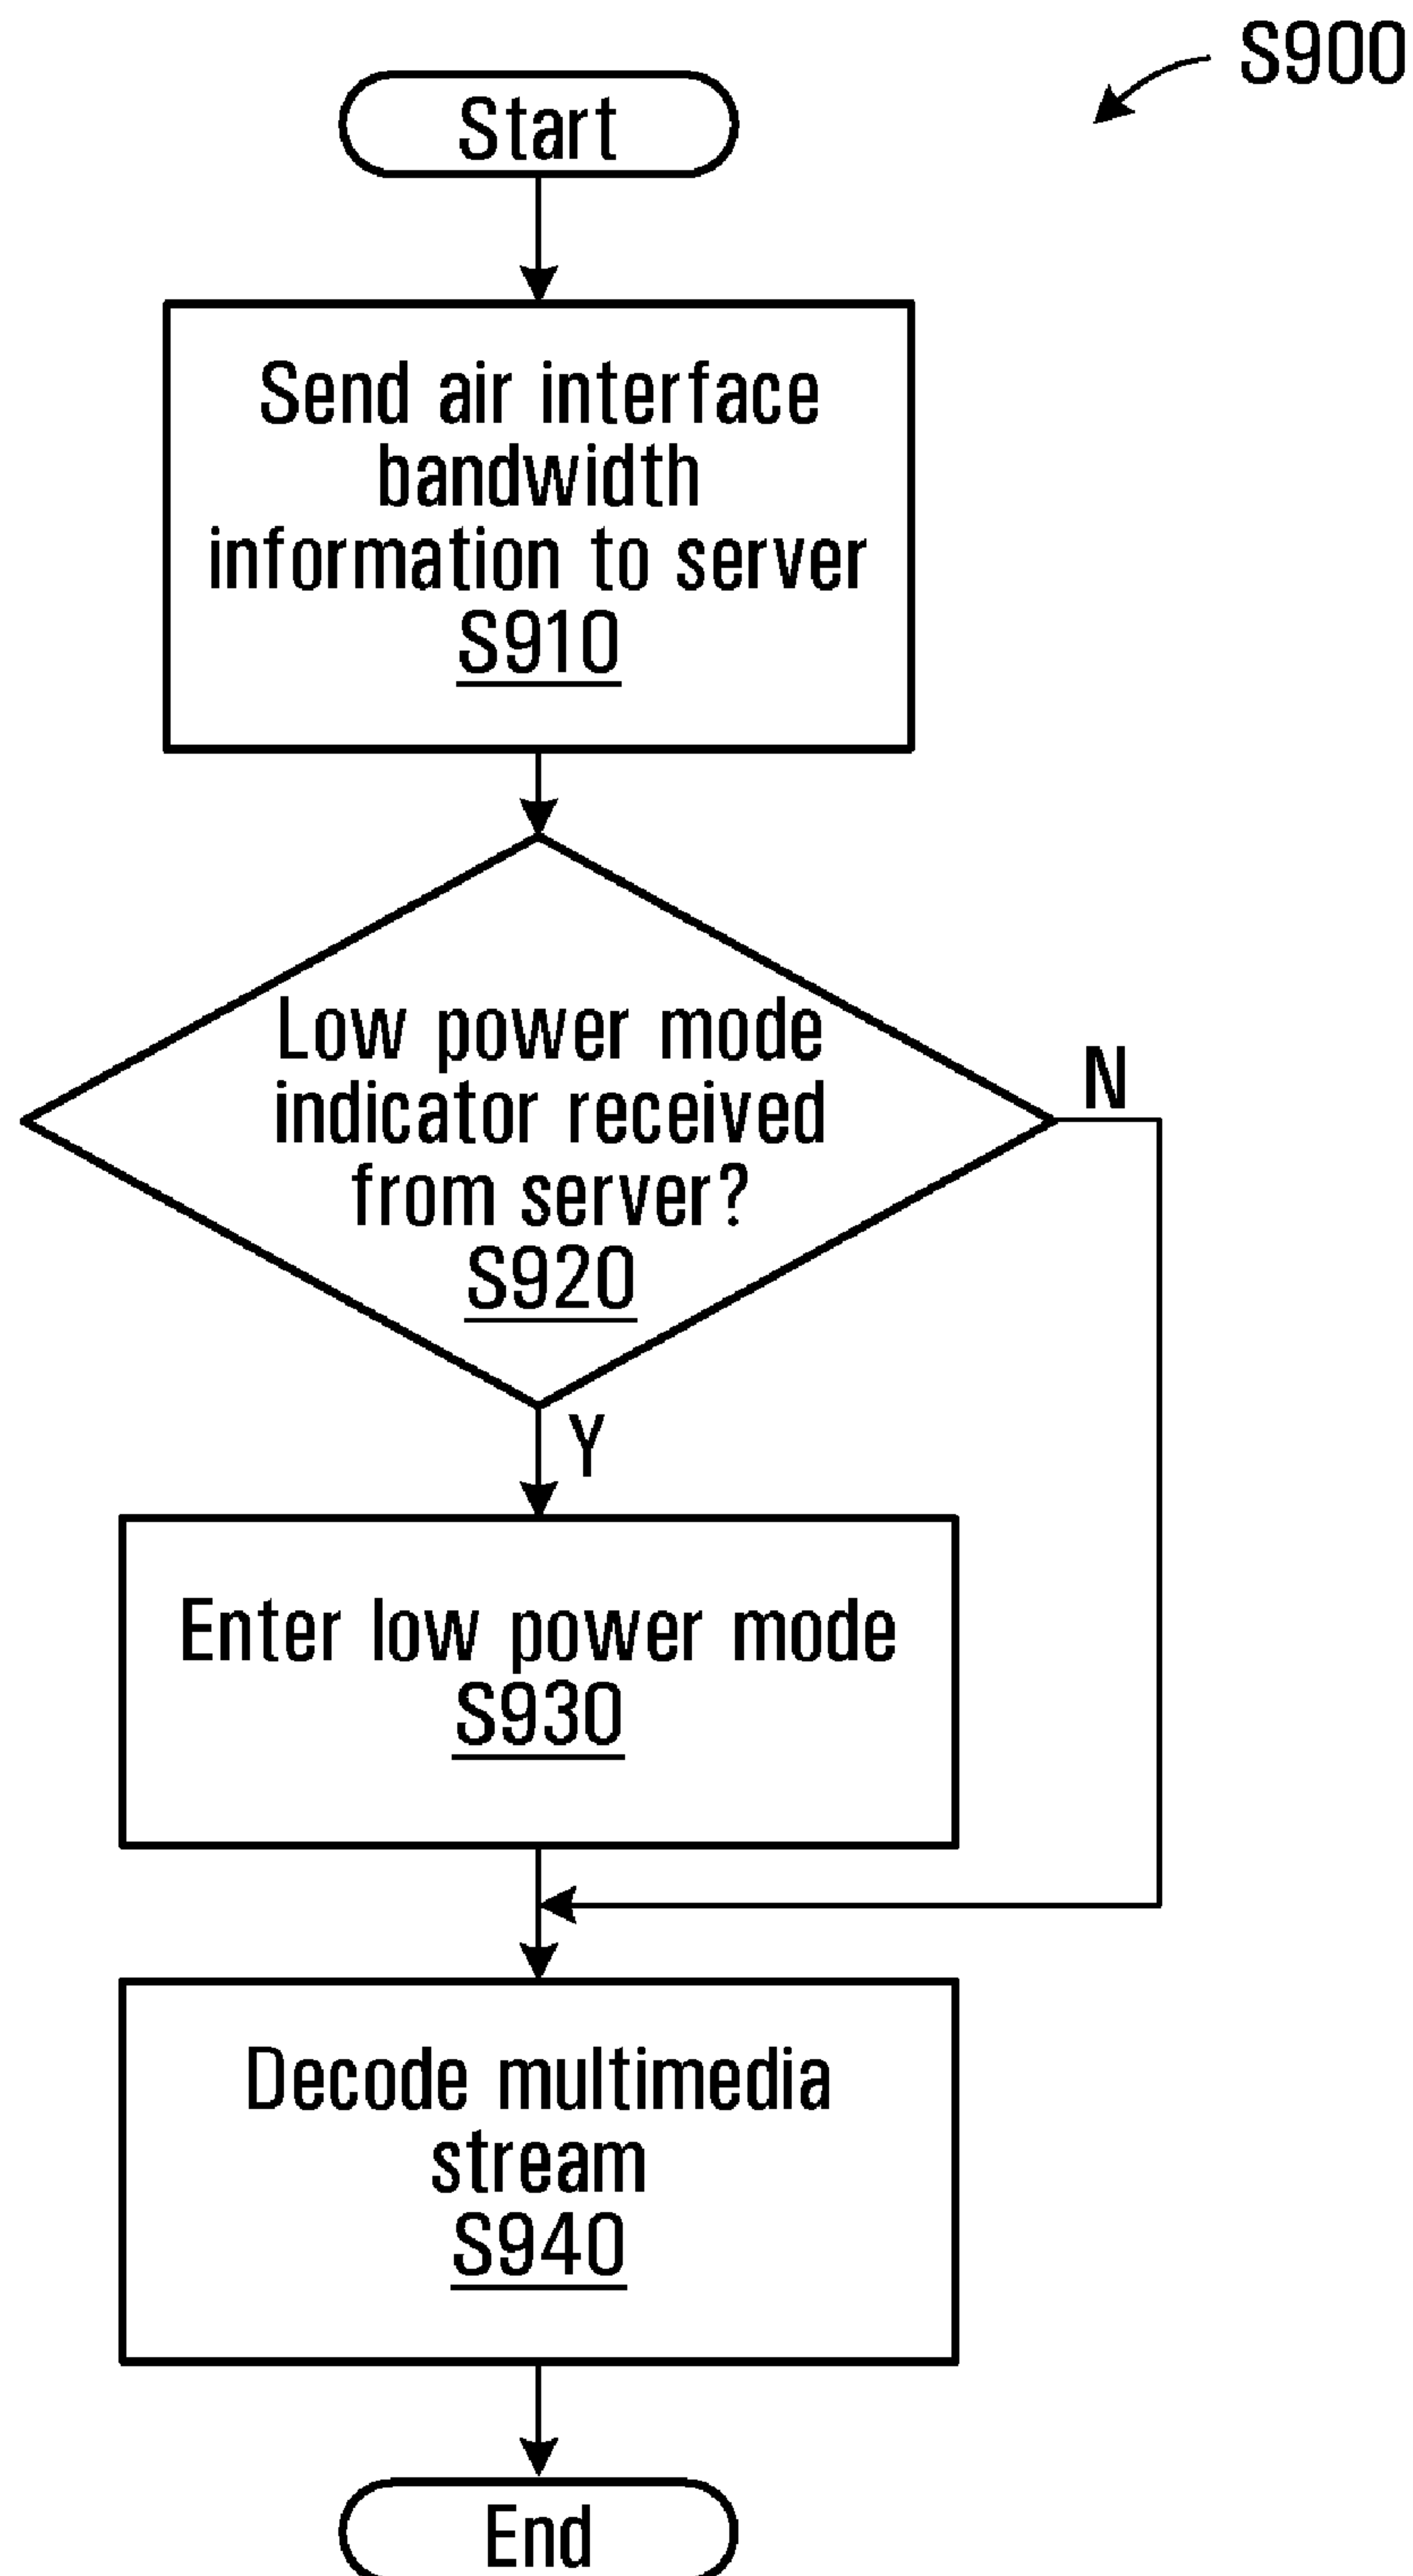 S900
Start
Send air interface
bandwidth
information to server
S910
Low power mode
indicator received
from server?
S920
N
Y
Enter low power mode
S930
Decode multimedia
stream
S940
End